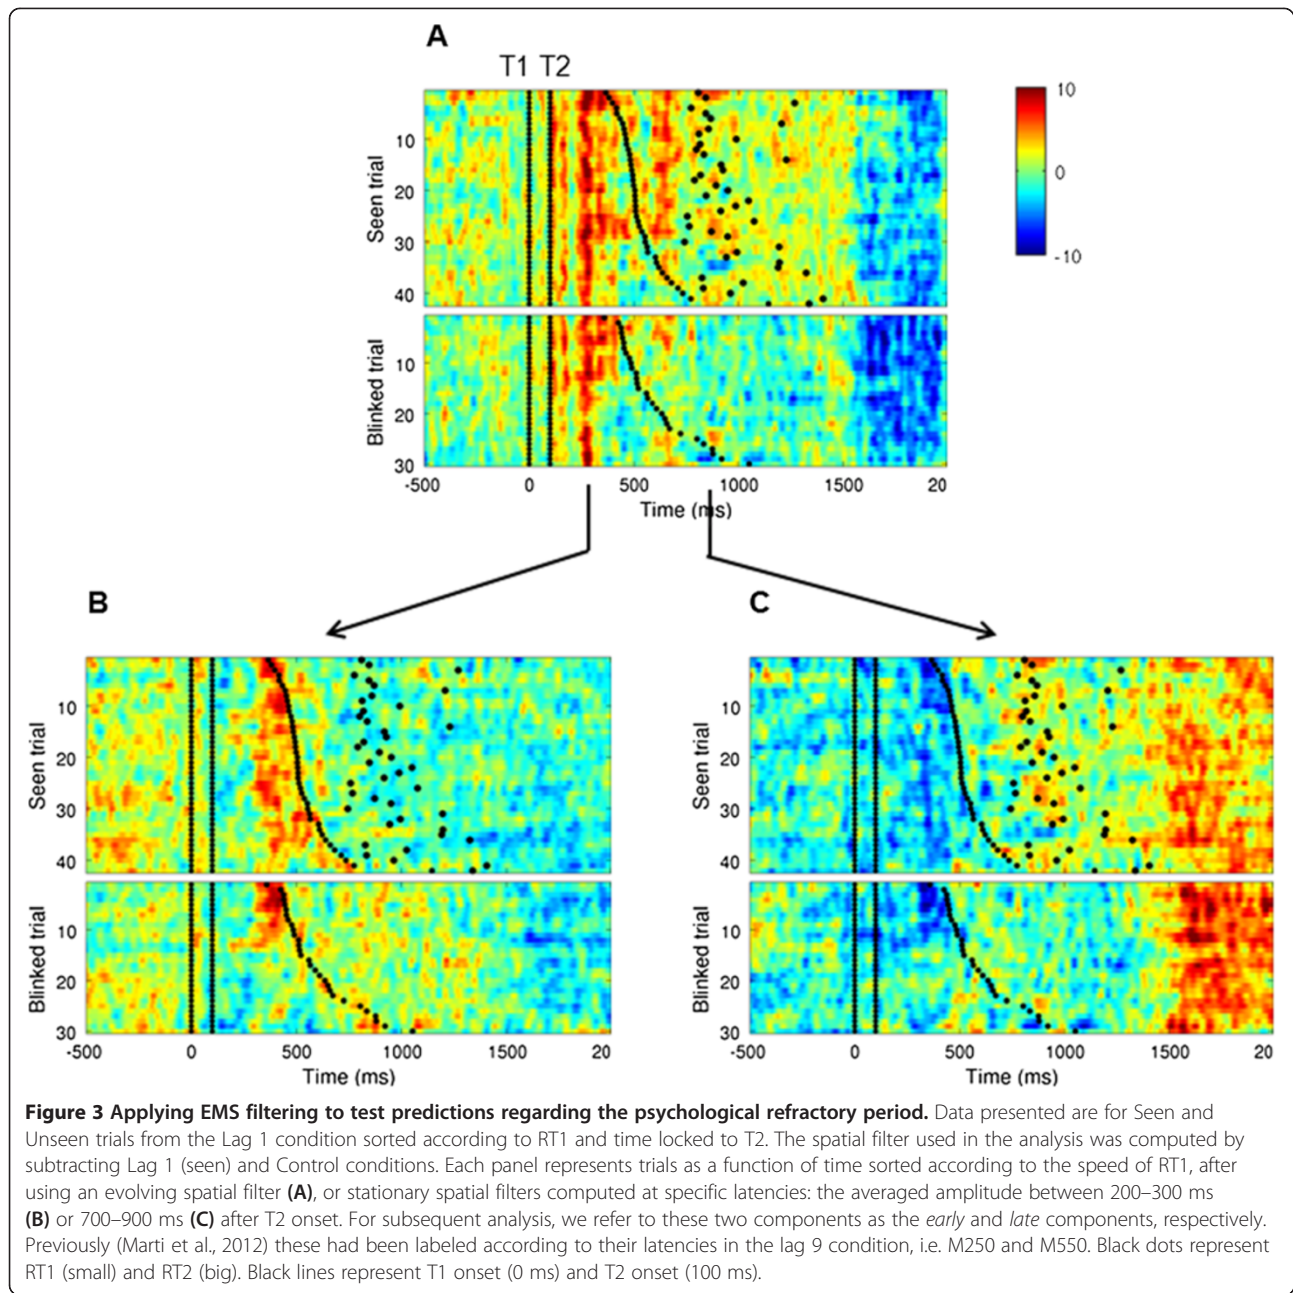 A
T1 T2
10
0
-10
Seen trial
10
20
30
40
Blinked trial
10
20
30
-500 0 500 1000 1500 20
Time (ms)
B
Seen trial
10
20
30
40
Blinked trial
10
20
30
-500 0 500 1000 1500 20
Time (ms)
C
Seen trial
10
20
30
40
Blinked trial
10
20
30
-500 0 500 1000 1500 20
Time (ms)
Figure 3 Applying EMS filtering to test predictions regarding the psychological refractory period. Data presented are for Seen and
Unseen trials from the Lag 1 condition sorted according to RT1 and time locked to T2. The spatial filter used in the analysis was computed by
subtracting Lag 1 (seen) and Control conditions. Each panel represents trials as a function of time sorted according to the speed of RT1, after
using an evolving spatial filter (A), or stationary spatial filters computed at specific latencies: the averaged amplitude between 200–300 ms
(B) or 700–900 ms (C) after T2 onset. For subsequent analysis, we refer to these two components as the early and late components, respectively.
Previously (Marti et al., 2012) these had been labeled according to their latencies in the lag 9 condition, i.e. M250 and M550. Black dots represent
RT1 (small) and RT2 (big). Black lines represent T1 onset (0 ms) and T2 onset (100 ms).